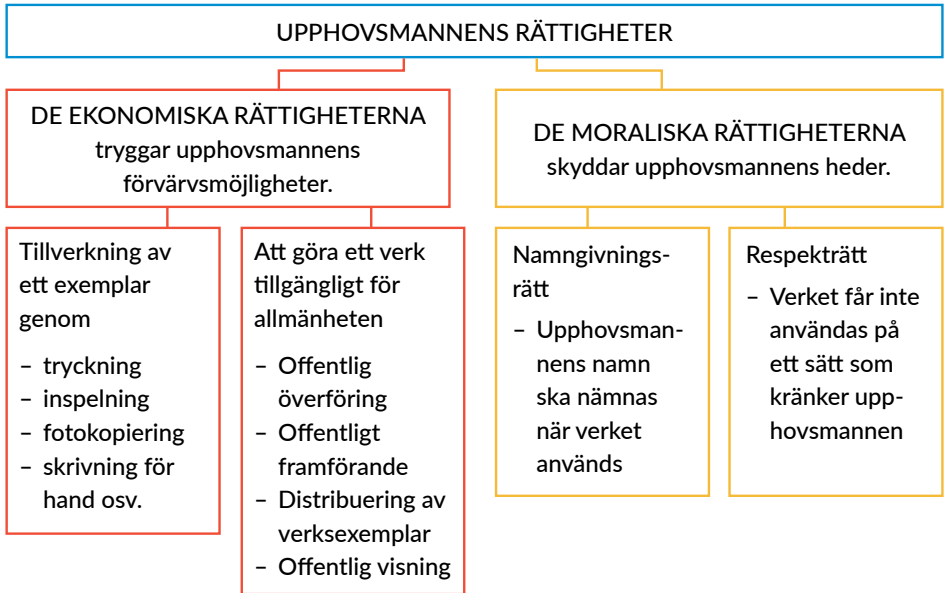 UPPHOVSMANNENS RÄTTIGHETER
DE EKONOMISKA RÄTTIGHETERNA
tryggar upphovsmannens
förvärvsmöjligheter.
DE MORALISKA RÄTTIGHETERNA
skyddar upphovsmannens heder.
Tillverkning av
ett exemplar
genom
– tryckning
– inspelning
– fotokopiering
– skrivning för
hand osv.
Att göra ett verk
tillgängligt för
allmänheten
– Offentlig
överföring
– Offentligt
framförande
– Distribuering av
verksexemplar
– Offentlig visning
Namngivnings-
rätt
– Upphovsman-
nens namn
ska nämnas
när verket
används
Respekträtt
– Verket får inte
användas på
ett sätt som
kränker upp-
hovsmannen